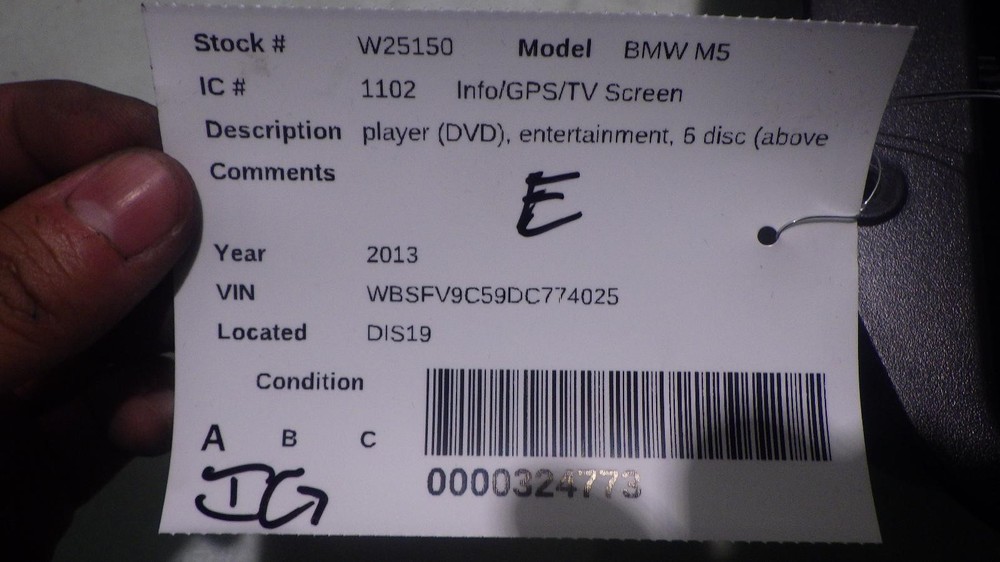 Stock # W25150 Model BMW M5
IC # 1102 Info/GPS/TV Screen
Description player (DVD), entertainment, 6 disc (above
Comments
E
Year 2013
VIN WBSFV9C59DC774025
Located DIS19
Condition
A B C
0000324773